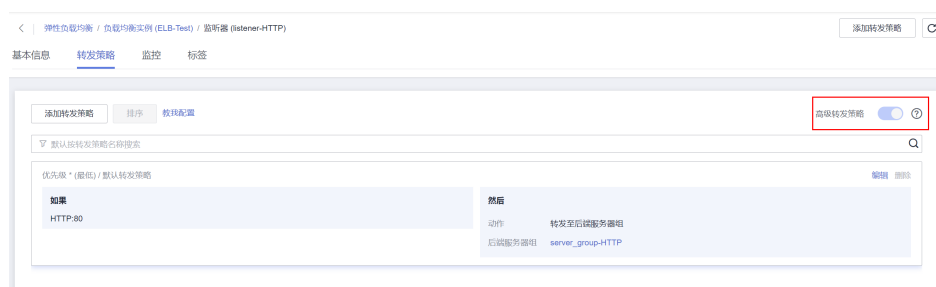 弹性负载均衡 / 负载均衡实例 (ELB-Test) / 监听器 (listener-HTTP) 添加转发策略
基本信息 转发策略 监控 标签
添加转发策略 排序 教我配置 高级转发策略
默认按转发策略名称搜索
优先级 * (最低) / 默认转发策略 编辑 删除
如果 然后
HTTP:80 动作 转发至后端服务器组
后端服务器组 server_group-HTTP